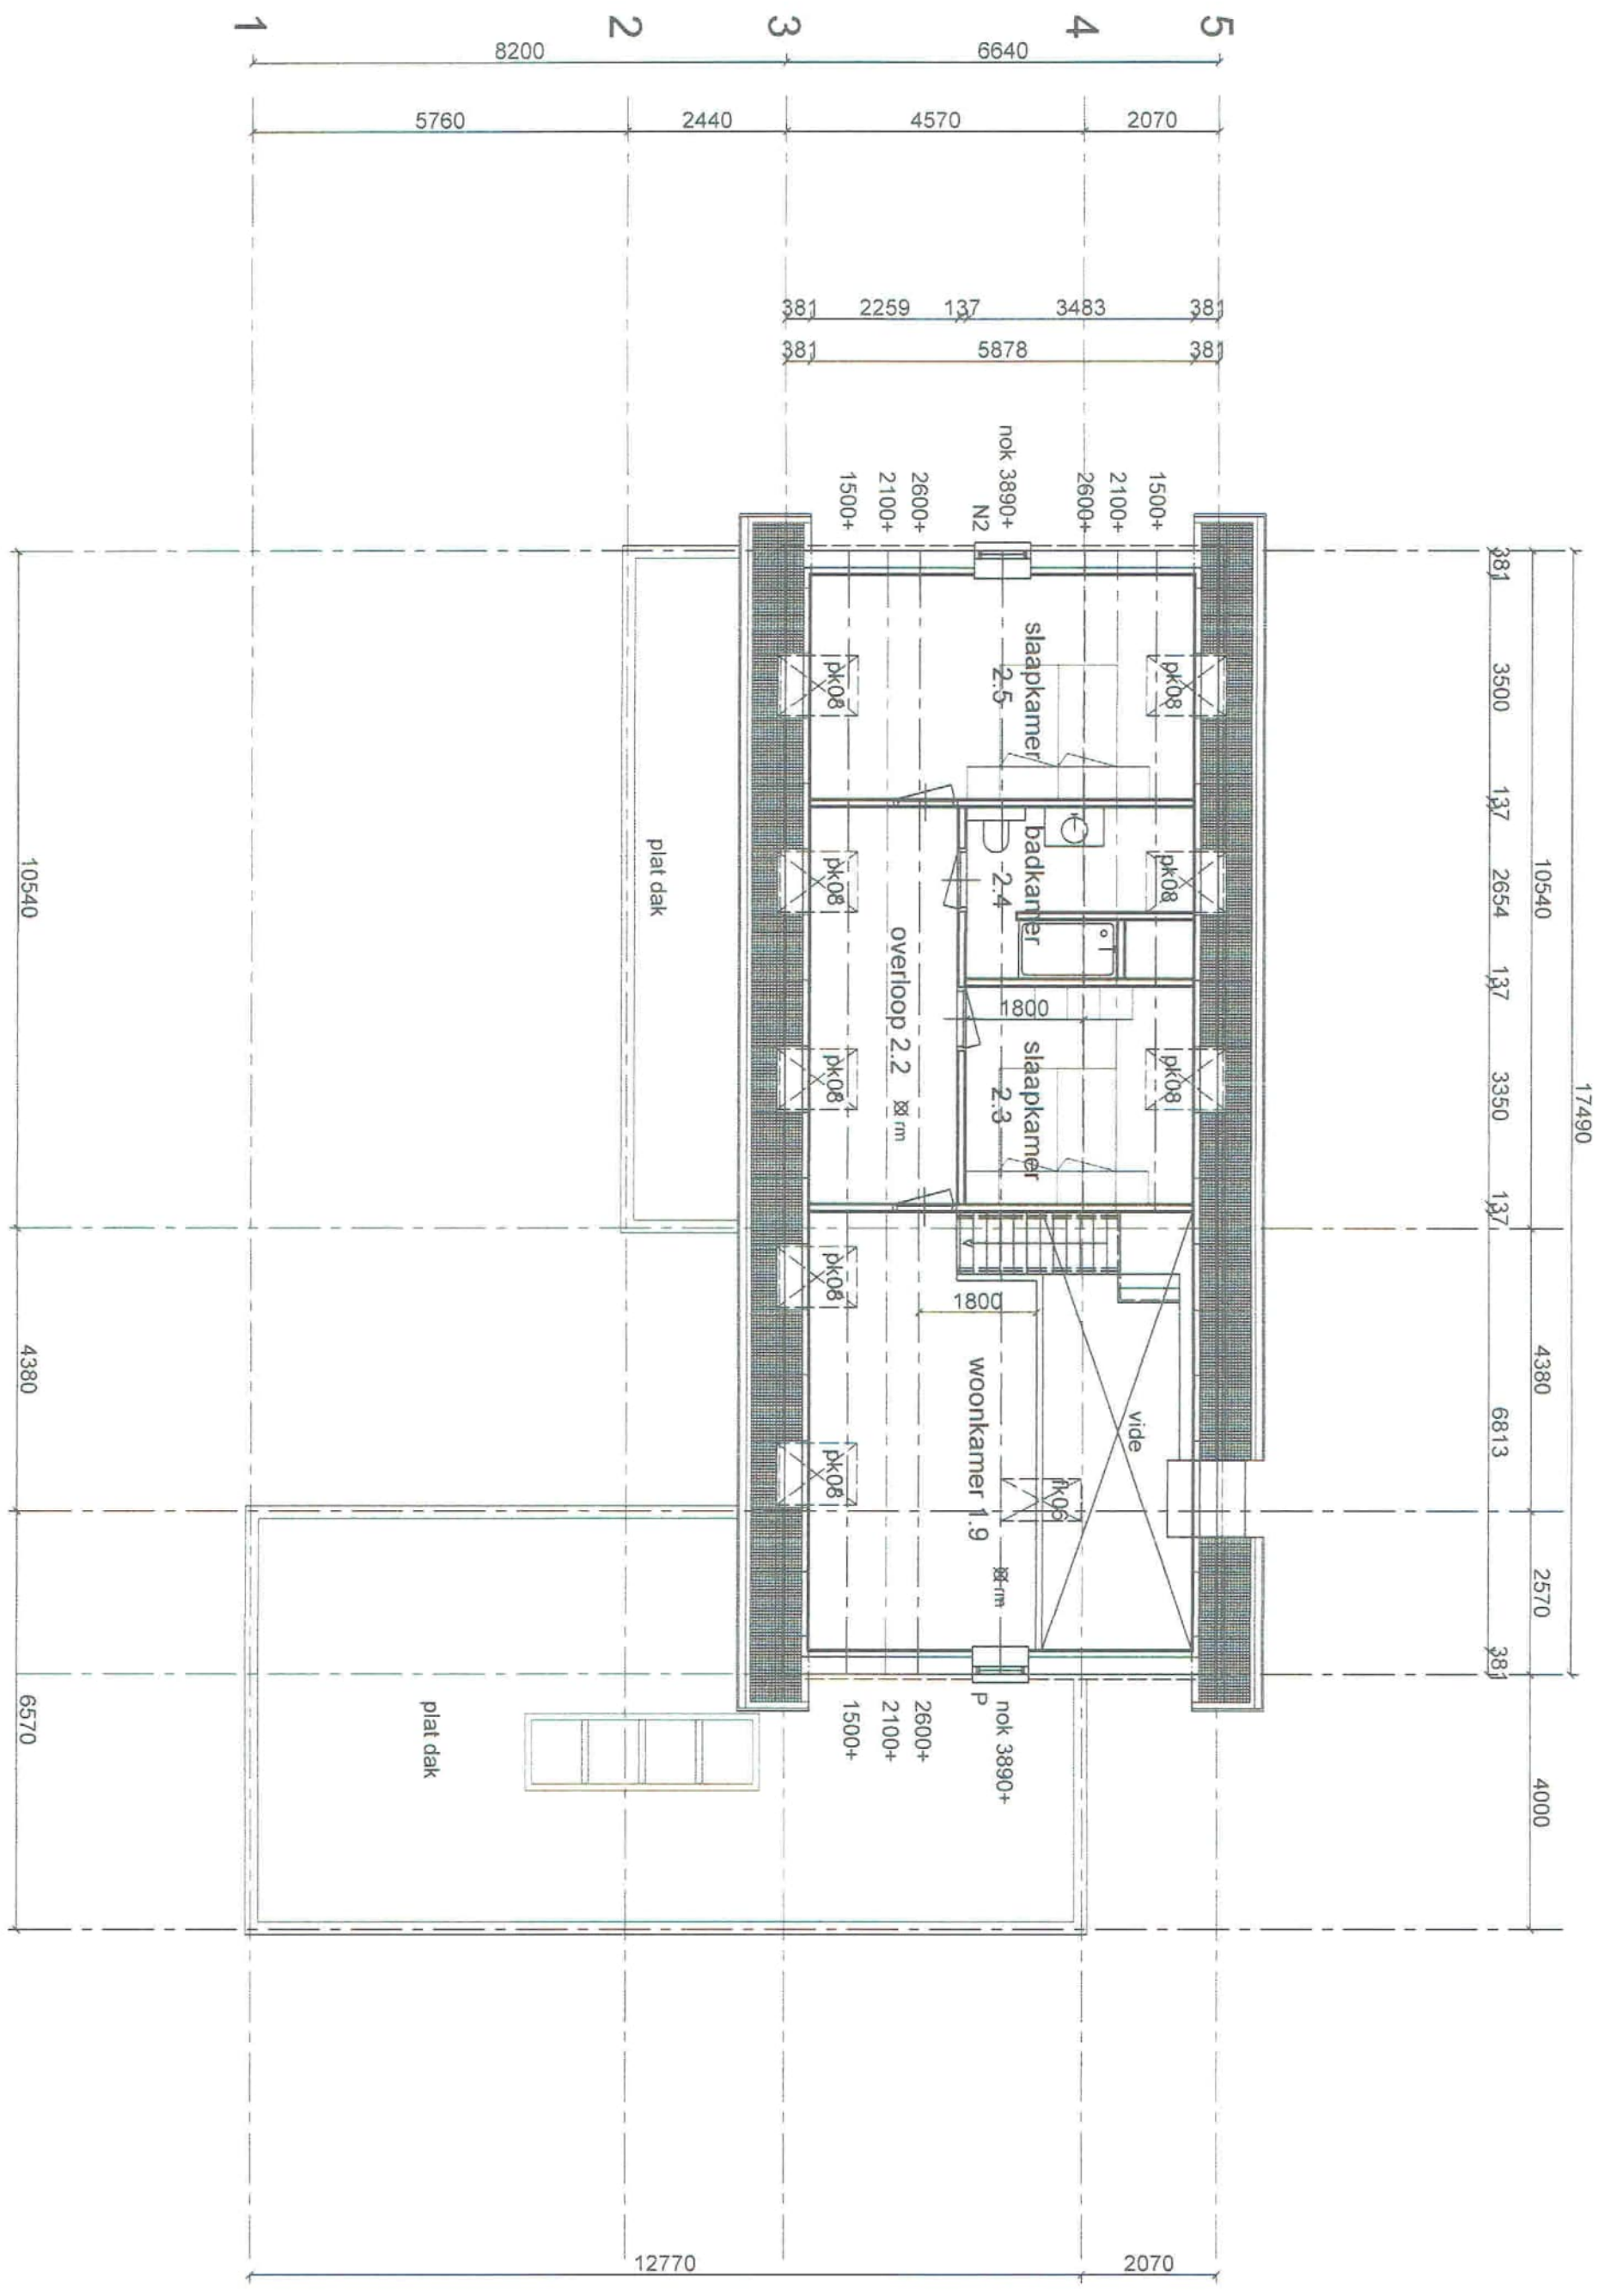 1
2
3
4
5
8200
6640
5760
2440
4570
2070
381
2259
137
3483
381
381
5878
381
1500+
2100+
2600+
N2
nok 3890+
2600+
2100+
1500+
381
3500
137
2654
137
3350
137
6813
381
10540
4380
2570
4000
17490
slaapkamer
2.5
pk08
pk08
badkamer
2.4
pk08
pk08
plat dak
overloop 2.2
rm
1800
slaapkamer
2.3
pk08
pk08
pk08
1800
woonkamer 1.9
vide
fk06
pk08
rm
1500+
2100+
2600+
P
nok 3890+
plat dak
10540
4380
6570
12770
2070